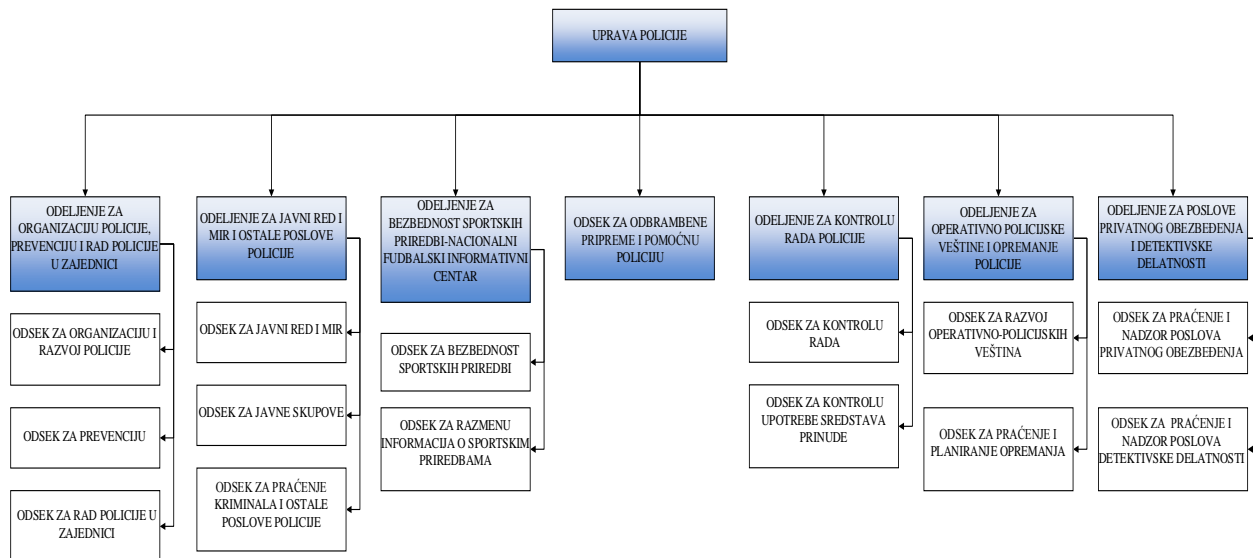 UPRAVA POLICIJE
ODELJENJE ZA
ORGANIZACIJU POLICIJE,
PREVENCIJU I RAD POLICIJE
U ZAJEDNICI
ODSEK ZA ORGANIZACIJU I
RAZVOJ POLICIJE
ODSEK ZA PREVENCIJU
ODSEK ZA RAD POLICIJE U
ZAJEDNICI
ODELJENJE ZA JAVNI RED I
MIR I OSTALE POSLOVE
POLICIJE
ODSEK ZA JAVNI RED I MIR
ODSEK ZA JAVNE SKUPOVE
ODSEK ZA PRAĆENJE
KRIMINALA I OSTALE
POSLOVE POLICIJE
ODELJENJE ZA
BEZBEDNOST SPORTSKIH
PRIREDBI-NACIONALNI
FUDBALSKI INFORMATIVNI
CENTAR
ODSEK ZA BEZBEDNOST
SPORTSKIH PRIREDBI
ODSEK ZA RAZMENU
INFORMACIJA O SPORTSKIM
PRIREDBAMA
ODSEK ZA ODBRAMBENE
PRIPREME I POMOĆNU
POLICIJU
ODELJENJE ZA KONTROLU
RADA POLICIJE
ODSEK ZA KONTROLU
RADA
ODSEK ZA KONTROLU
UPOTREBE SREDSTAVA
PRINUDE
ODELJENJE ZA
OPERATIVNO POLICIJSKE
VEŠTINE I OPREMANJE
POLICIJE
ODSEK ZA RAZVOJ
OPERATIVNO-POLICIJSKIH
VEŠTINA
ODSEK ZA PRAĆENJE I
PLANIRANJE OPREMANJA
ODELJENJE ZA POSLOVE
PRIVATNOG OBEZBEĐENJA
I DETEKTIVSKE
DELATNOSTI
ODSEK ZA PRAĆENJE I
NADZOR POSLOVA
PRIVATNOG OBEZBEĐENJA
ODSEK ZA PRAĆENJE I
NADZOR POSLOVA
DETEKTIVSKE DELATNOSTI